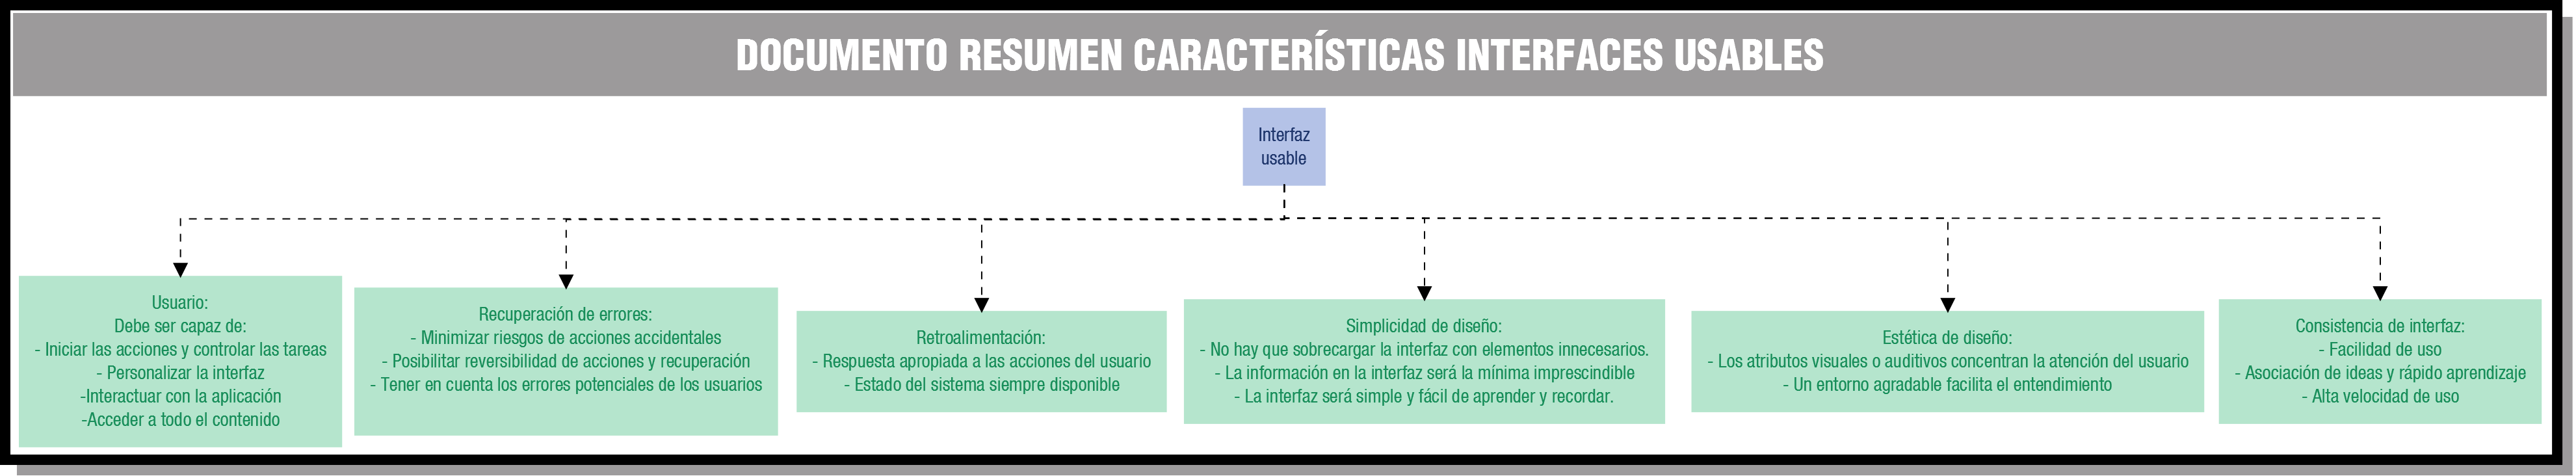 DOCUMENTO RESUMEN CARACTERÍSTICAS INTERFACES USABLES
Interfaz
usable
Usuario:
Debe ser capaz de:
- Iniciar las acciones y controlar las tareas
- Personalizar la interfaz
-Interactuar con la aplicación
-Acceder a todo el contenido
Recuperación de errores:
- Minimizar riesgos de acciones accidentales
- Posibilitar reversibilidad de acciones y recuperación
- Tener en cuenta los errores potenciales de los usuarios
Retroalimentación:
- Respuesta apropiada a las acciones del usuario
- Estado del sistema siempre disponible
Simplicidad de diseño:
- No hay que sobrecargar la interfaz con elementos innecesarios.
- La información en la interfaz será la mínima imprescindible
- La interfaz será simple y fácil de aprender y recordar.
Estética de diseño:
- Los atributos visuales o auditivos concentran la atención del usuario
- Un entorno agradable facilita el entendimiento
Consistencia de interfaz:
- Facilidad de uso
- Asociación de ideas y rápido aprendizaje
- Alta velocidad de uso